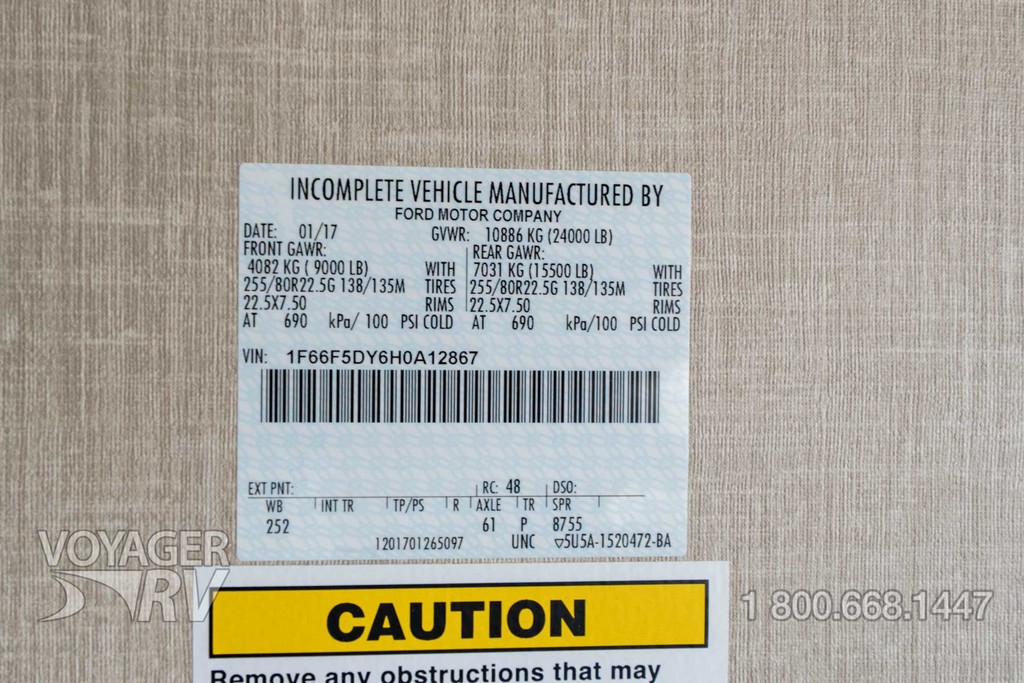 INCOMPLETE VEHICLE MANUFACTURED BY
FORD MOTOR COMPANY
DATE: 01/17 GVWR: 10886 KG (24000 LB)
FRONT GAWR: REAR GAWR:
4082 KG ( 9000 LB) WITH 7031 KG (15500 LB) WITH
255/80R22.5G 138/135M TIRES 255/80R22.5G 138/135M TIRES
22.5X7.50 RIMS 22.5X7.50 RIMS
AT 690 kPa/ 100 PSI COLD AT 690 kPa/100 PSI COLD
VIN: 1F66F5DY6H0A12867
EXT PNT: RC: 48 DSO:
WB INT TR TP/PS R AXLE TR SPR
252 61 P 8755
1201701265097 UNC ▽5U5A-1520472-BA
VOYAGER
RV
1 800.668.1447
CAUTION
Remove any obstructions that may